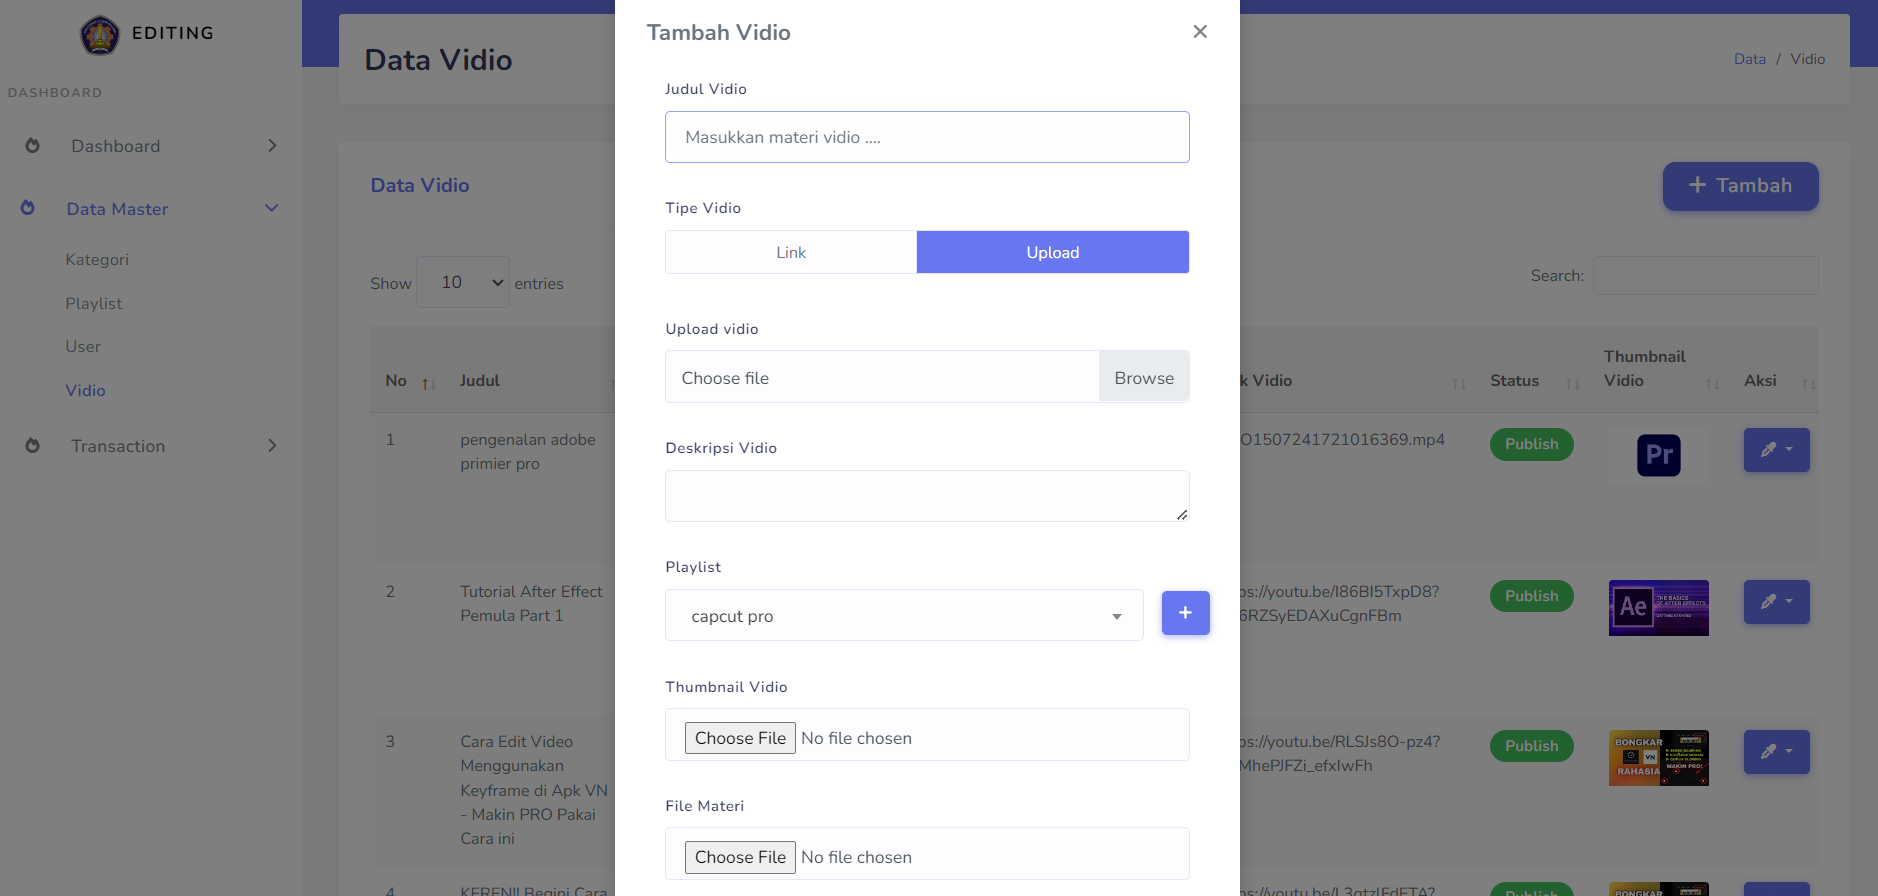 EDITING
DASHBOARD
Dashboard
Data Master
Kategori
Playlist
User
Vidio
Transaction
Data Vidio
Data / Vidio
Data Vidio
Tambah
Show 10 entries
Search:
No Judul k Vidio Status Thumbnail Vidio Aksi
1 pengenalan adobe O1507241721016369.mp4 Publish Pr
primier pro
2 Tutorial After Effect ps://youtu.be/I86BI5TxpD8? Publish Ae THE BASICS
Pemula Part 1 6RZSyEDAXuCgnFBm OF AFTER EFFECTS
3 Cara Edit Video ps://youtu.be/RLSJs8O-pz4? Publish BONGKAR
Menggunakan MhePJFZi_efxIwFh VN MAKIN PRO!
Keyframe di Apk VN RAHASIA
- Makin PRO Pakai
Cara ini
4 KEREN!! Begini Cara Publish BONGKAR
Tambah Vidio
Judul Vidio
Masukkan materi vidio ....
Tipe Vidio
Link Upload
Upload vidio
Choose file Browse
Deskripsi Vidio
Playlist
capcut pro
Thumbnail Vidio
Choose File No file chosen
File Materi
Choose File No file chosen